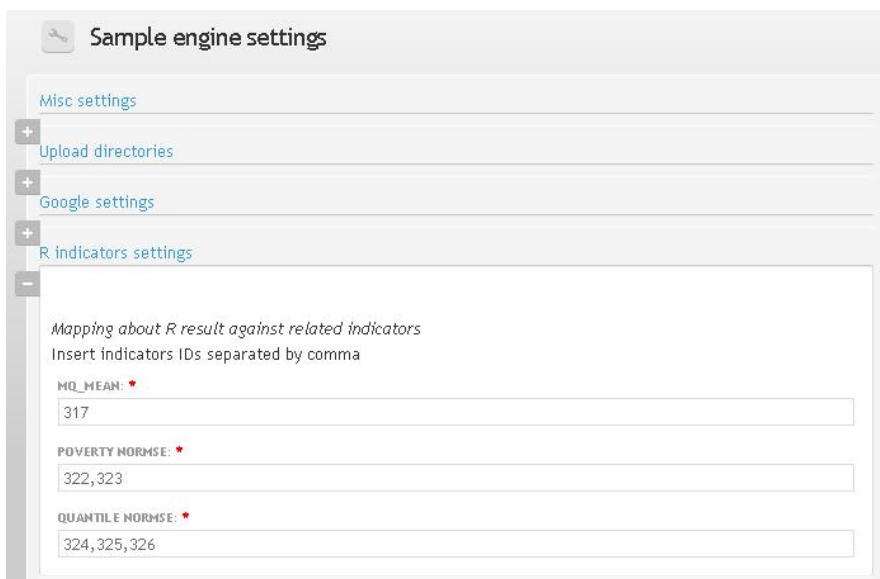 Sample engine settings
Misc settings
Upload directories
Google settings
R indicators settings
Mapping about R result against related indicators
Insert indicators IDs separated by comma
MQ_MEAN: *
317
POVERTY NORMSE: *
322,323
QUANTILE NORMSE: *
324,325,326